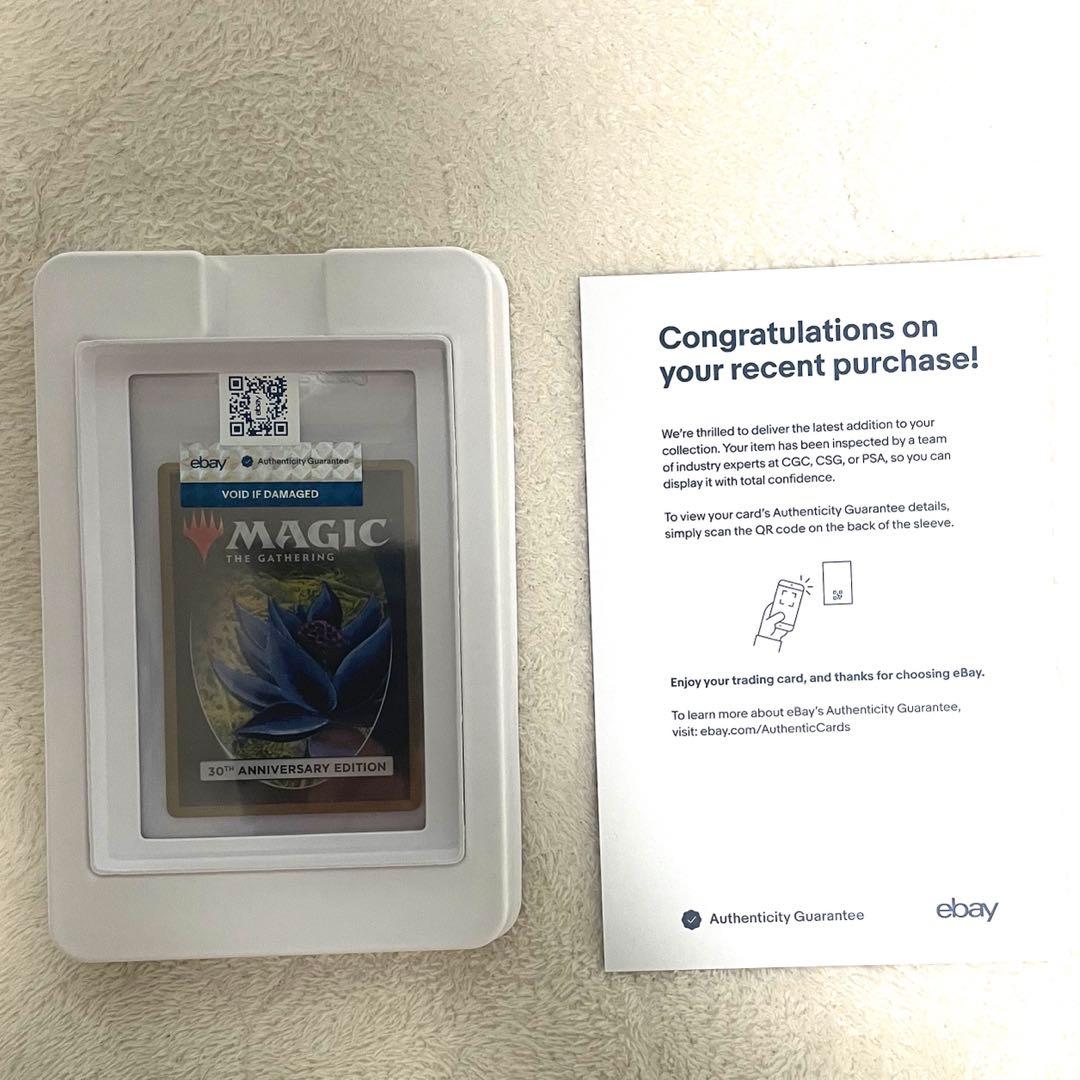 ebay
ebay Authenticity Guarantee
VOID IF DAMAGED
MAGIC
THE GATHERING
30TH ANNIVERSARY EDITION
Congratulations on
your recent purchase!
We're thrilled to deliver the latest addition to your
collection. Your item has been inspected by a team
of industry experts at CGC, CSG, or PSA, so you can
display it with total confidence.
To view your card's Authenticity Guarantee details,
simply scan the QR code on the back of the sleeve.
Enjoy your trading card, and thanks for choosing eBay.
To learn more about eBay's Authenticity Guarantee,
visit: ebay.com/AuthenticCards
Authenticity Guarantee
ebay